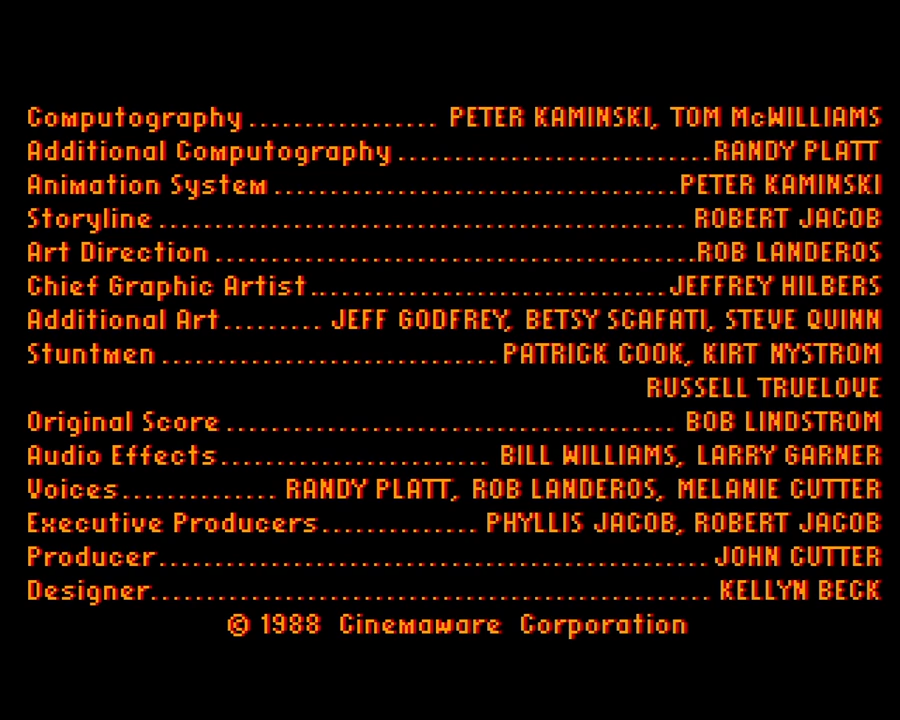 Computography ................. PETER KAMINSKI, TOM McWILLIAMS
Additional Computography ............................RANDY PLATT
Animation System ....................................PETER KAMINSKI
Storyline ............................................... ROBERT JACOB
Art Direction ...........................................ROB LANDEROS
Chief Graphic Artist ................................JEFFREY HILBERS
Additional Art ......... JEFF GODFREY, BETSY SCAFATI, STEVE QUINN
Stuntmen ..............................PATRICK COOK, KIRT NYSTROM
RUSSELL TRUELOVE
Original Score ........................................ BOB LINDSTROM
Audio Effects ........................ BILL WILLIAMS, LARRY GARNER
Voices .............. RANDY PLATT, ROB LANDEROS, MELANIE CUTTER
Executive Producers .............. PHYLLIS JACOB, ROBERT JACOB
Producer ................................................. JOHN CUTTER
Designer .................................................. KELLYN BECK
© 1988 Cinemaware Corporation